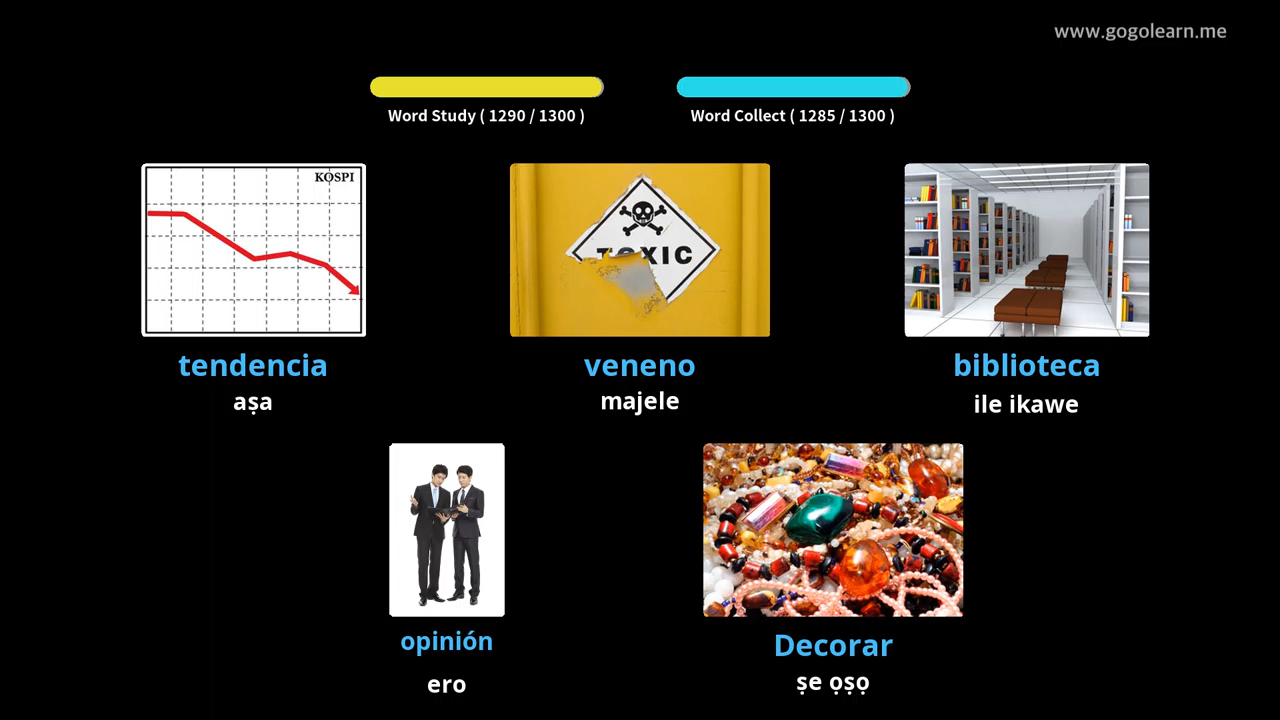 www.gogolearn.me
Word Study ( 1290 / 1300 )
Word Collect ( 1285 / 1300 )
KOSPI
TOXIC
tendencia
veneno
biblioteca
aṣa
majele
ile ikawe
opinión
Decorar
ero
ṣe ọṣọ